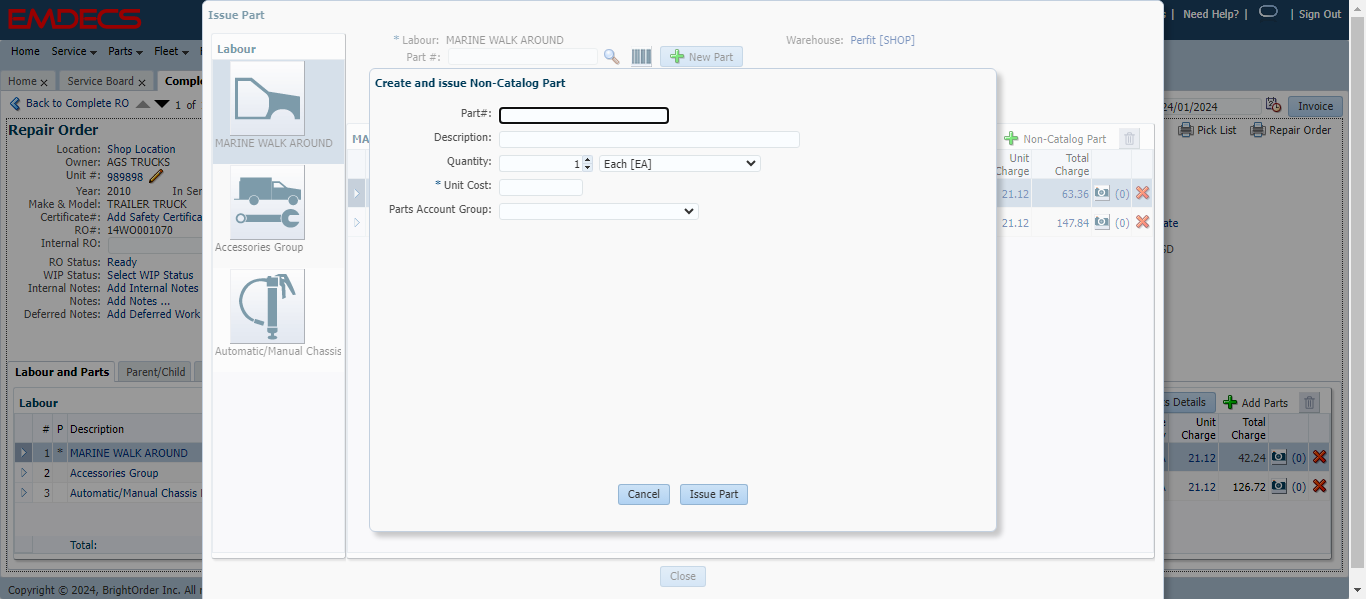 EMDECS
Issue Part
Need Help? | | Sign Out
Home Service Parts Fleet
Labour
* Labour: MARINE WALK AROUND
Warehouse: Perfit [SHOP]
Part #:
New Part
Home x Service Board x
Create and issue Non-Catalog Part
Back to Complete RO 1 of
24/01/2024 Invoice
Part#:
Repair Order
Pick List Repair Order
MARINE WALK AROUND
Description:
Non-Catalog Part
Location: Shop Location
Owner: AGS TRUCKS
Quantity: 1 Each [EA]
Unit Charge Total Charge
Unit #: 989898
* Unit Cost:
21.12 63.36 (0)
Year: 2010
Make & Model: TRAILER TRUCK
Parts Account Group:
Certificate#: Add Safety Certifica
21.12 147.84 (0)
RO#: 14WO001070
Internal RO:
Accessories Group
RO Status: Ready
WIP Status: Select WIP Status
Internal Notes: Add Internal Notes
Notes: Add Notes ...
Deferred Notes: Add Deferred Work
Automatic/Manual Chassis
Labour and Parts Parent/Child
Labour
Details Add Parts
# P Description
Unit Charge Total Charge
1 * MARINE WALK AROUND
21.12 42.24 (0)
2 Accessories Group
3 Automatic/Manual Chassis
21.12 126.72 (0)
Cancel Issue Part
Total:
Close
Copyright © 2024, BrightOrder Inc. All